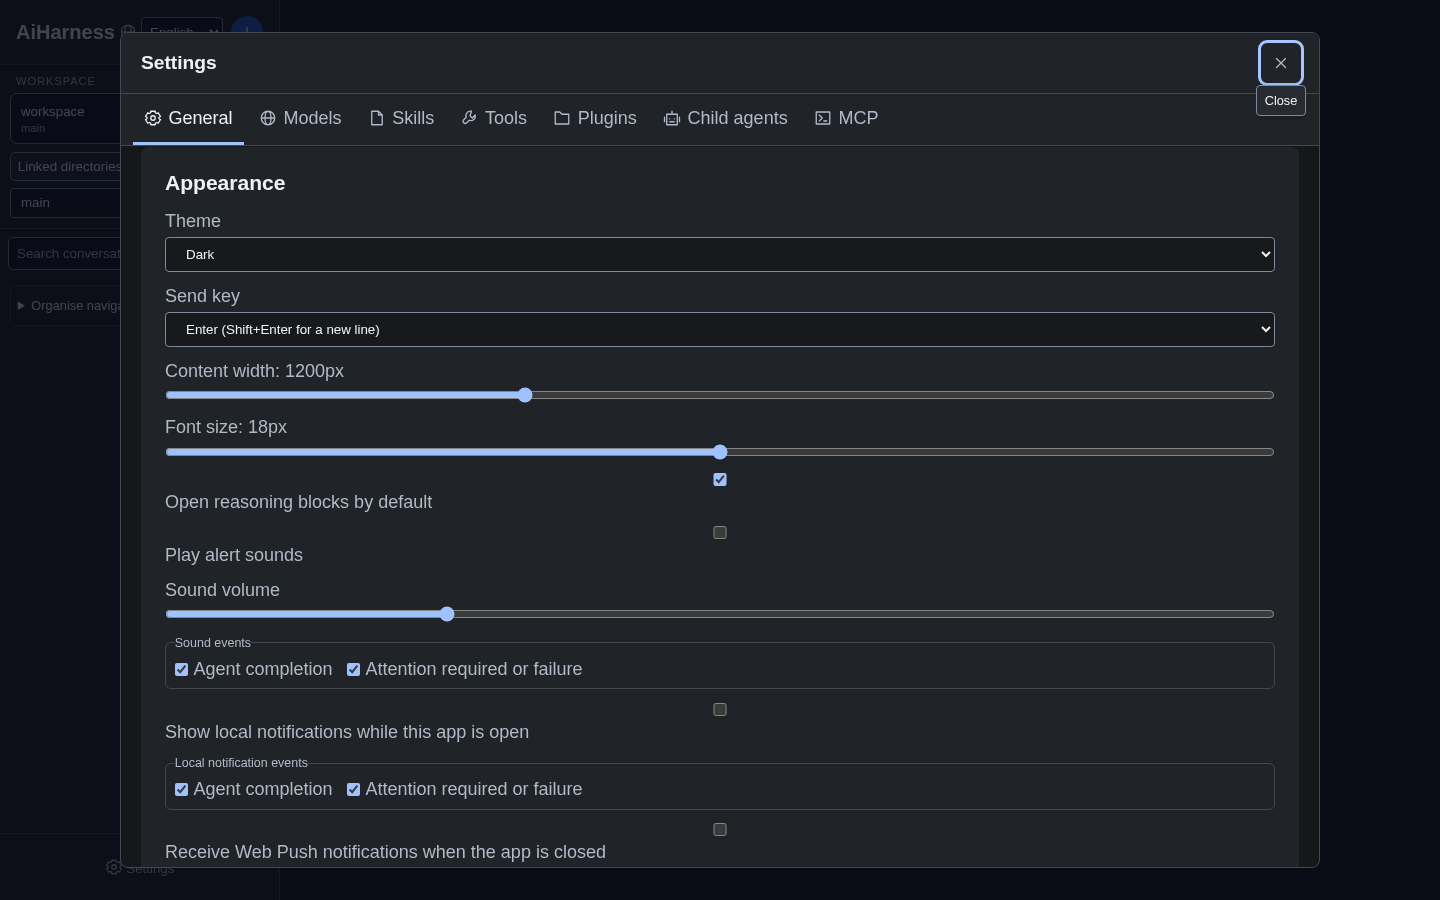 AiHarness
English
WORKSPACE
workspace
main
Linked directories
main
Search conversat
Organise naviga
Settings
Settings
Close
General
Models
Skills
Tools
Plugins
Child agents
MCP
Appearance
Theme
Dark
Send key
Enter (Shift+Enter for a new line)
Content width: 1200px
Font size: 18px
Open reasoning blocks by default
Play alert sounds
Sound volume
Sound events
Agent completion
Attention required or failure
Show local notifications while this app is open
Local notification events
Agent completion
Attention required or failure
Receive Web Push notifications when the app is closed